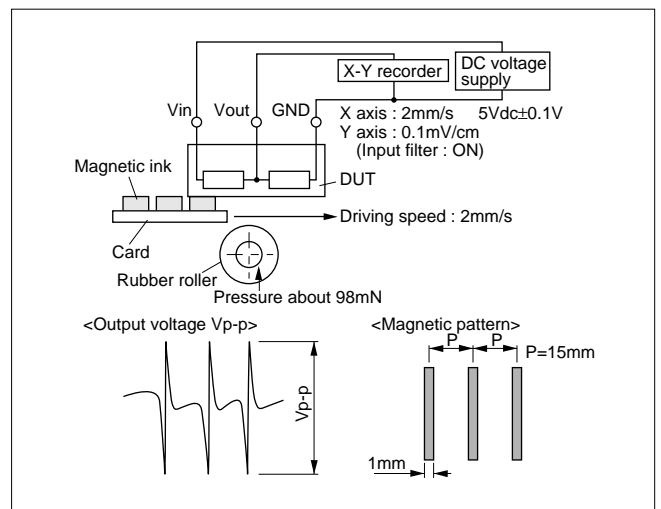 X-Y recorder
DC voltage
supply
Vin
Vout
GND
X axis : 2mm/s
5Vdc±0.1V
Y axis : 0.1mV/cm
(Input filter : ON)
Magnetic ink
DUT
Driving speed : 2mm/s
Card
Rubber roller
Pressure about 98mN
<Output voltage Vp-p>
Vp-p
<Magnetic pattern>
P
P
P=15mm
1mm